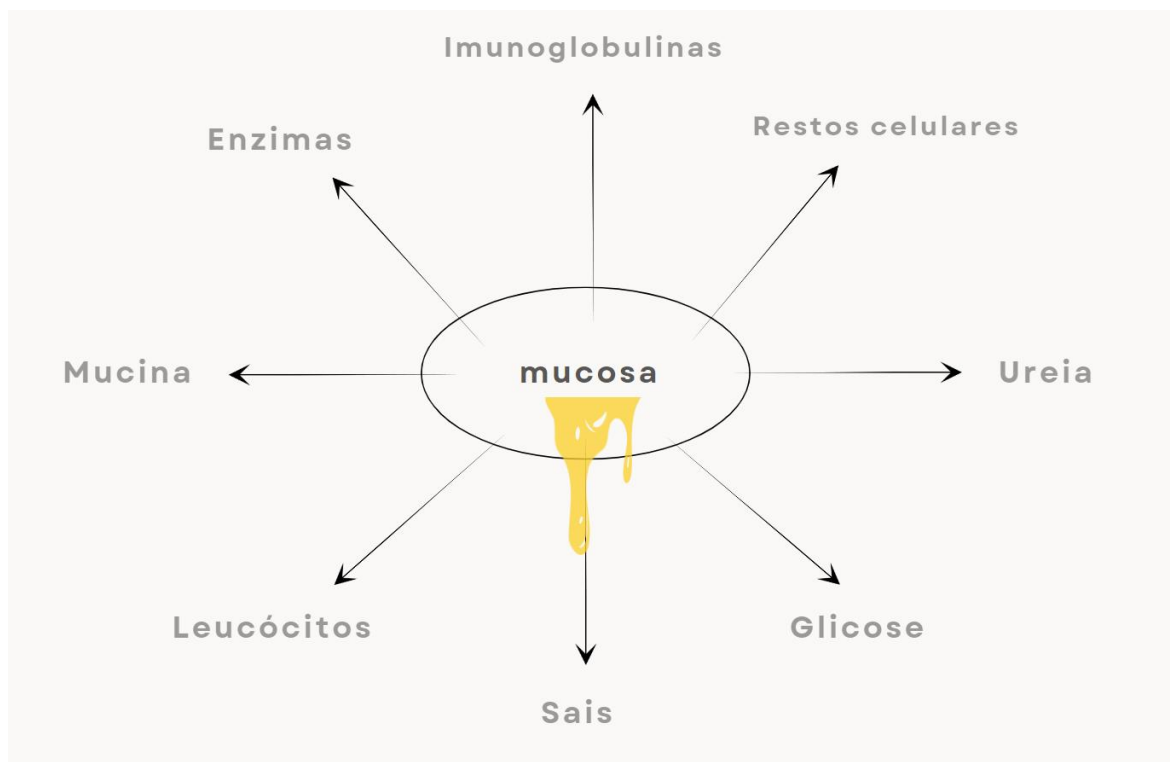 Imunoglobulinas
Restos celulares
Enzimas
Mucina
mucosa
Ureia
Leucócitos
Glicose
Sais